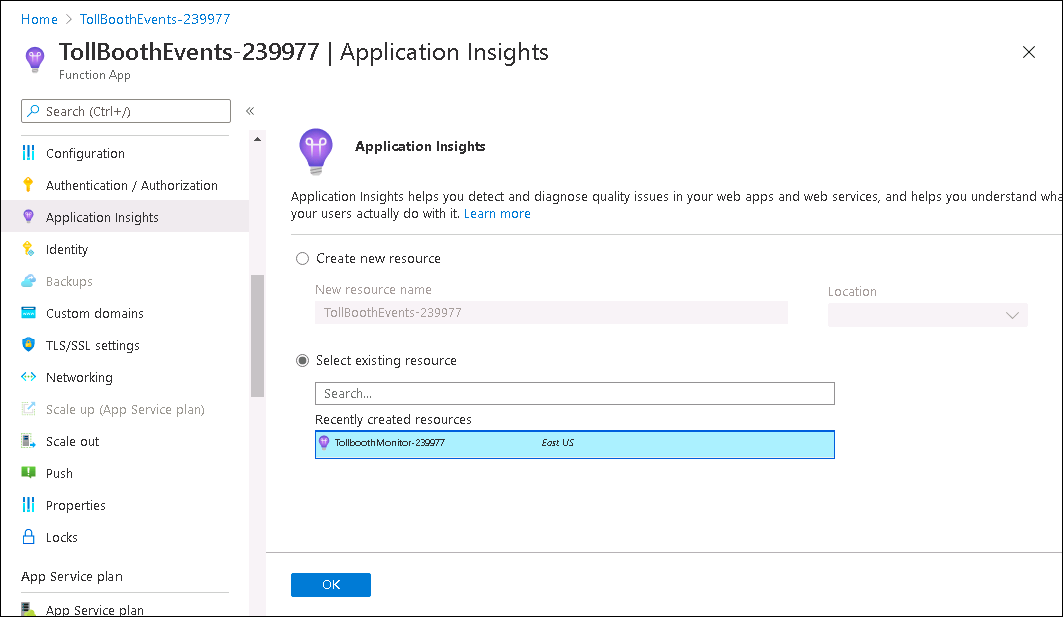 Home > TollBoothEvents-239977
TollBoothEvents-239977 | Application Insights
Function App
Search (Ctrl+/)
«
Configuration
Authentication / Authorization
Application Insights
Identity
Backups
Custom domains
TLS/SSL settings
Networking
Scale up (App Service plan)
Scale out
Push
Properties
Locks
App Service plan
App Service plan
Application Insights
Application Insights helps you detect and diagnose quality issues in your web apps and web services, and helps you understand wha
your users actually do with it. Learn more
Create new resource
New resource name
Location
TollBoothEvents-239977
Select existing resource
Search...
Recently created resources
TollboothMonitor-239977 East US
OK